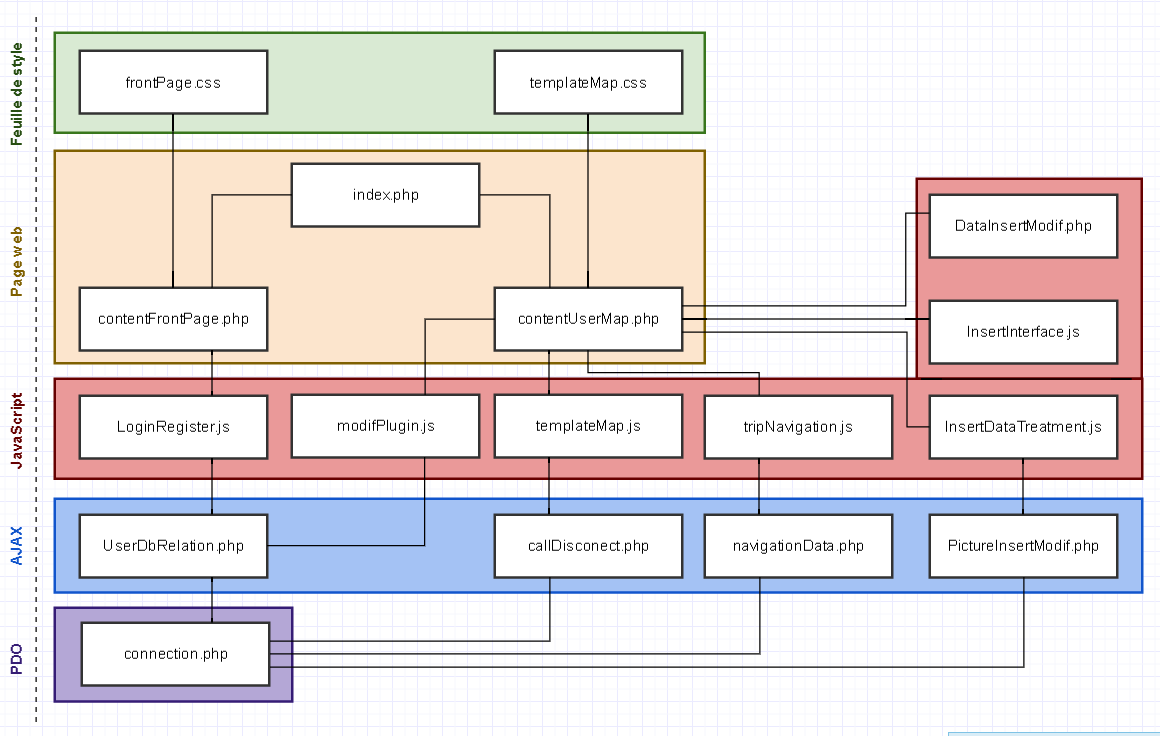 Feuille de style
frontPage.css
templateMap.css
Page web
index.php
contentFrontPage.php
contentUserMap.php
DataInsertModif.php
InsertInterface.js
JavaScript
LoginRegister.js
modifPlugin.js
templateMap.js
tripNavigation.js
InsertDataTreatment.js
AJAX
UserDbRelation.php
callDisconect.php
navigationData.php
PictureInsertModif.php
PDO
connection.php